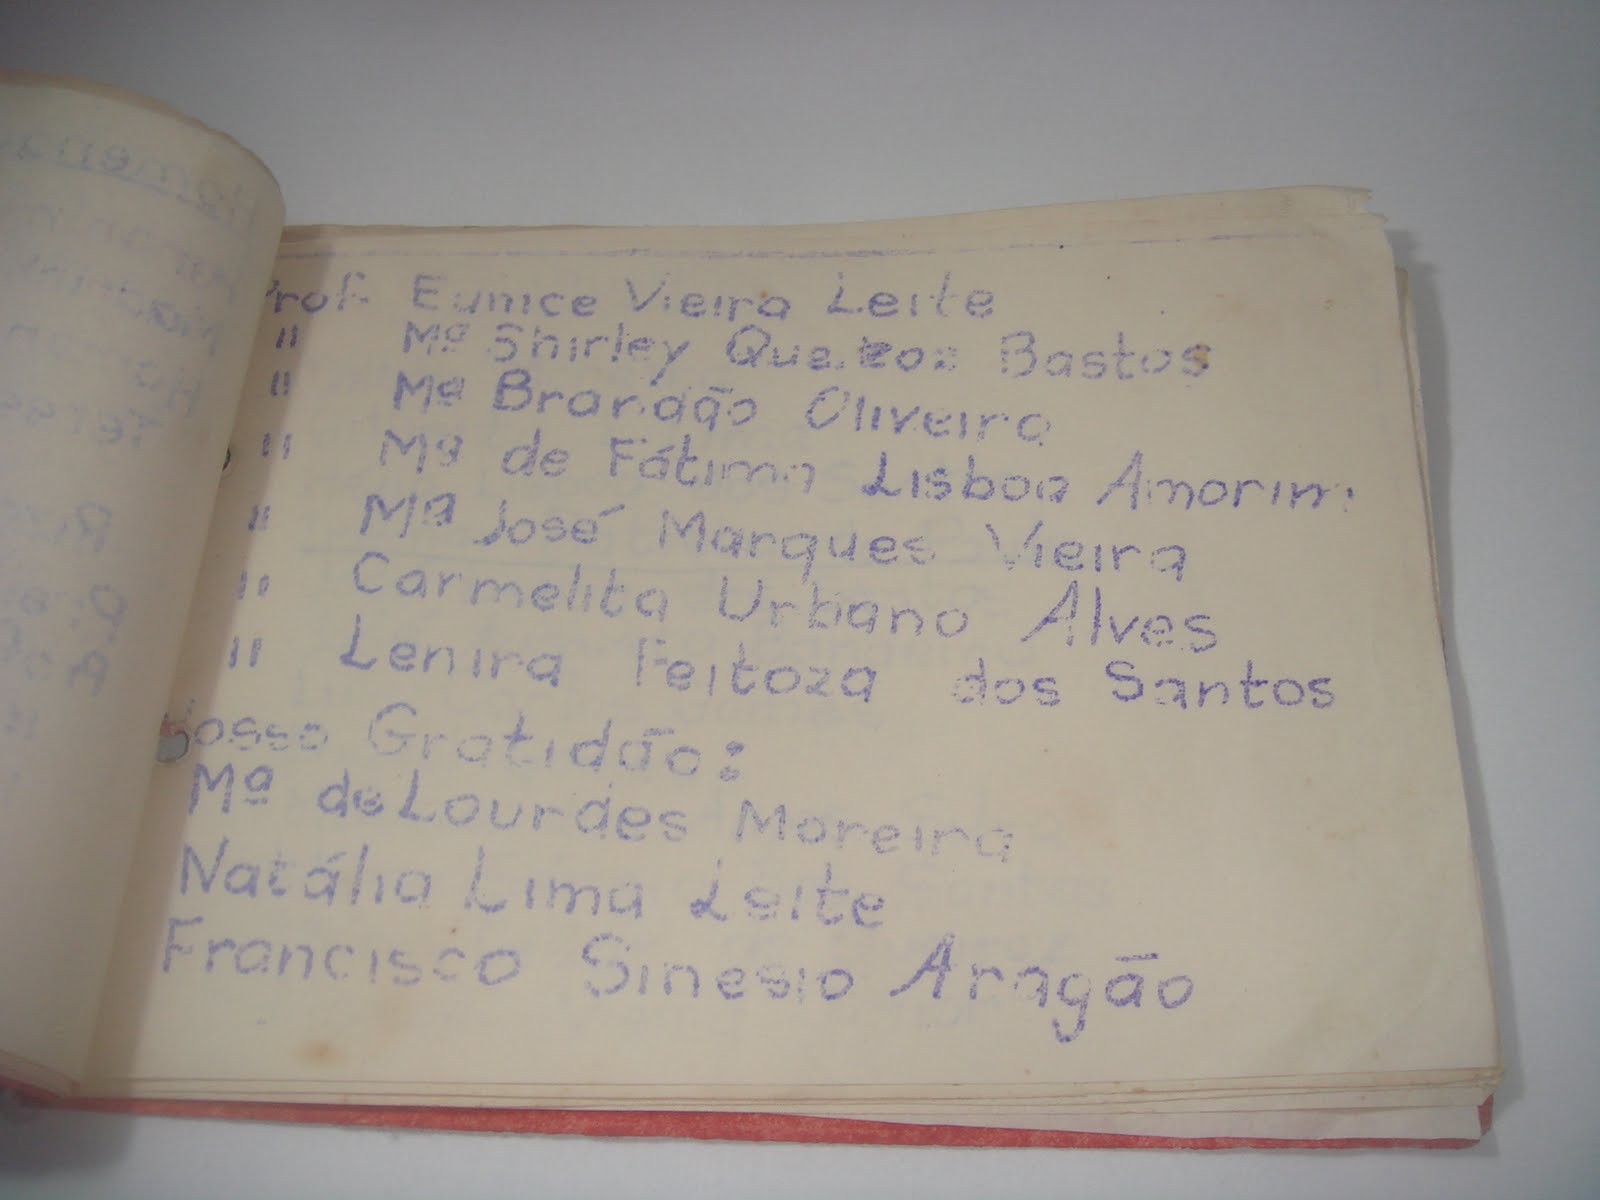 Prof. Eunice Vieira Leite
" Mª Shirley Queiroz Bastos
" Mª Brandão Oliveira
" Mª de Fátima Lisboa Amorim
" Mª José Marques Vieira
" Carmelita Urbano Alves
" Lenira Feitoza dos Santos
Nossa Gratidão:
Mª de Lourdes Moreira
Natália Lima Leite
Francisco Sinesio Aragão